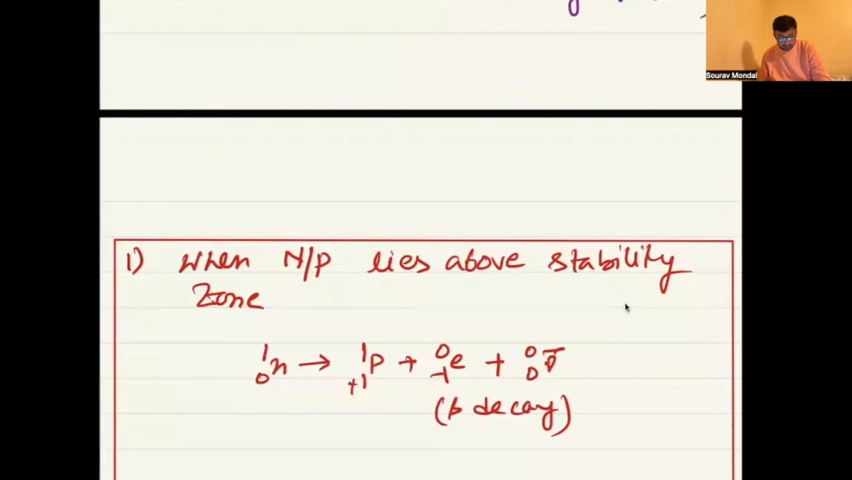 Sourav Mondal
1) When N/P lies above stability
Zone
¹₀n → ¹₊₁P + ⁰₋₁e + ⁰₀ν̅
(β decay)